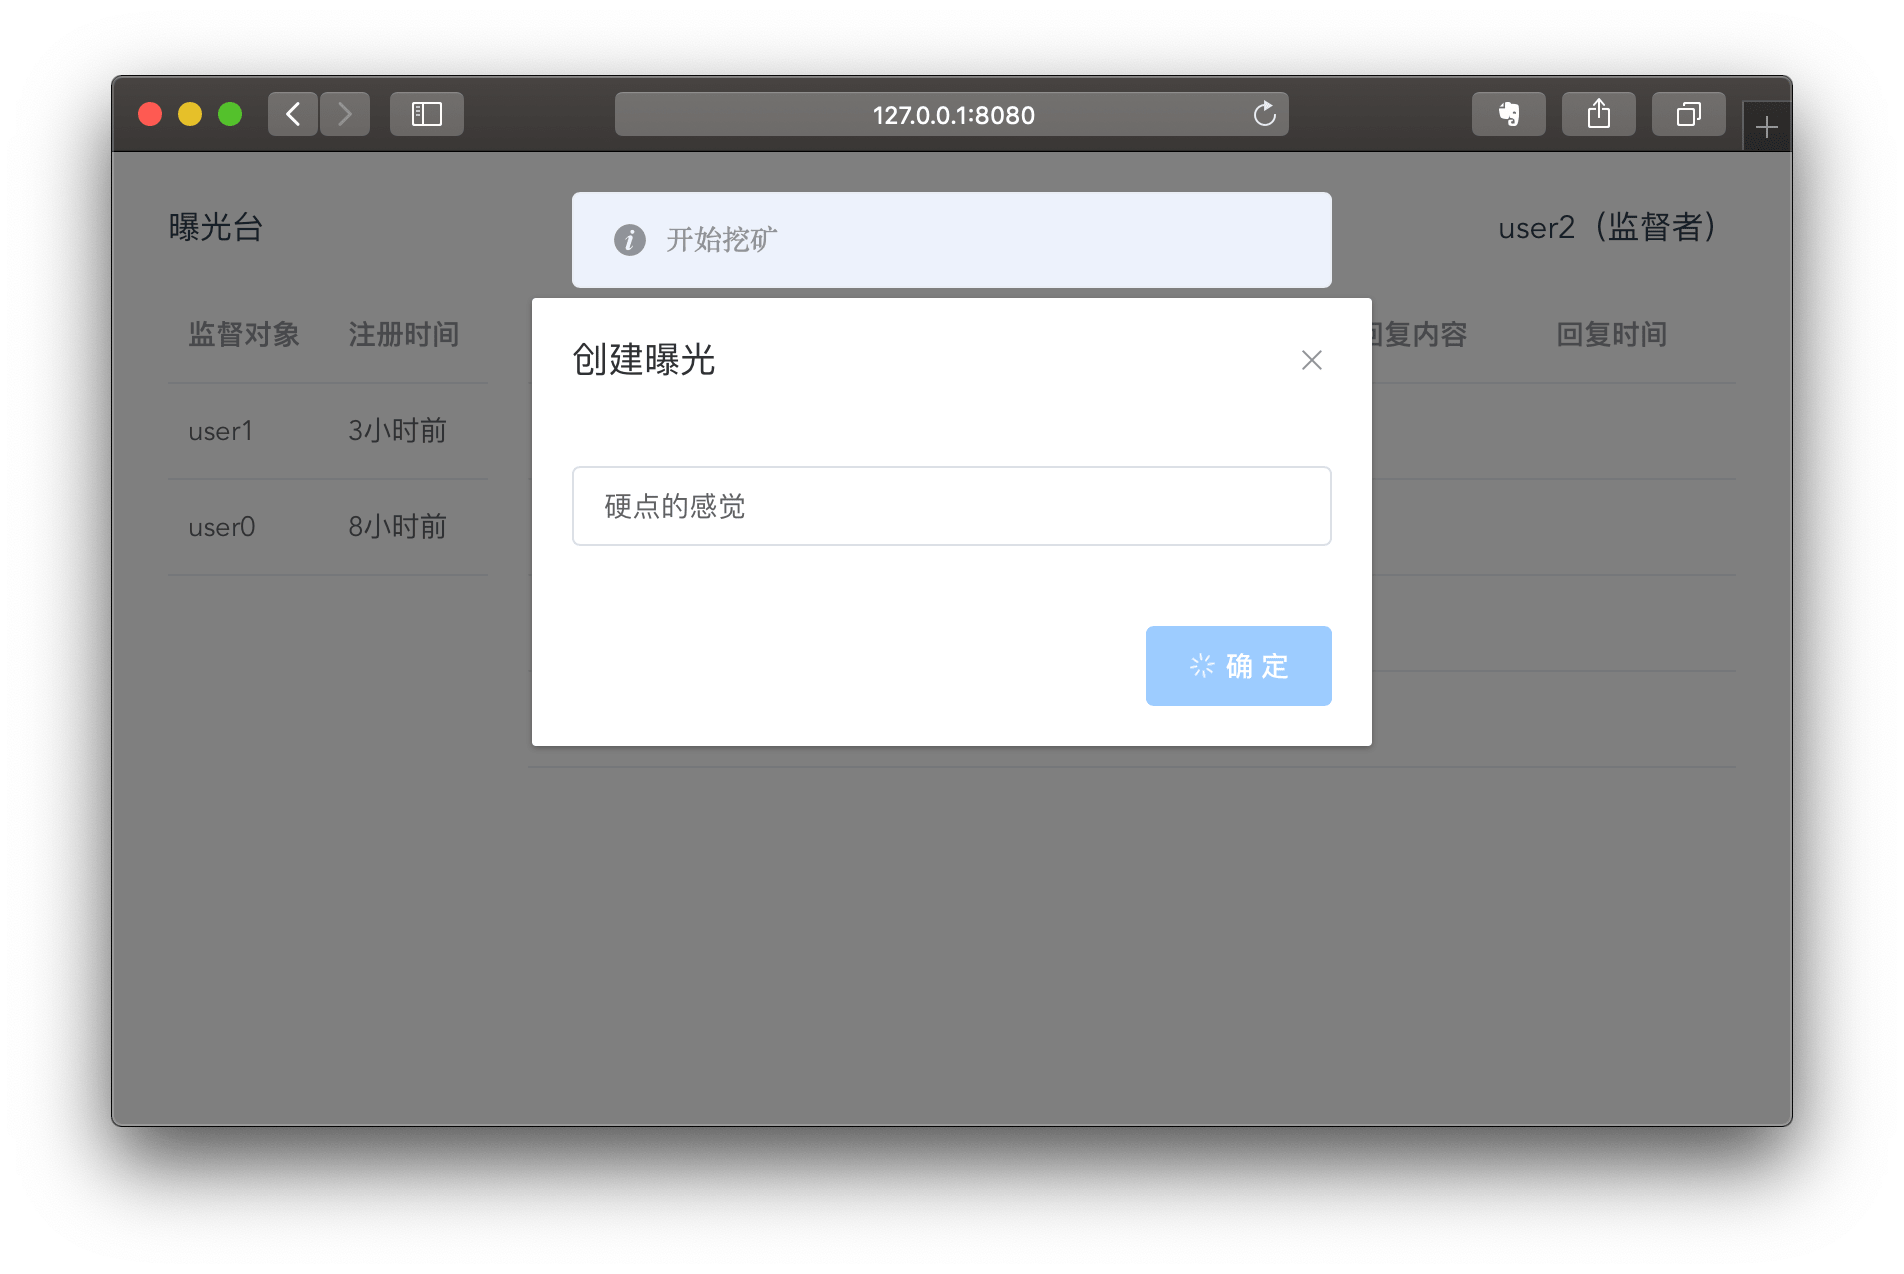 127.0.0.1:8080
曝光台
开始挖矿
user2（监督者）
监督对象 注册时间
回复内容 回复时间
创建曝光
user1 3小时前
硬点的感觉
user0 8小时前
确 定